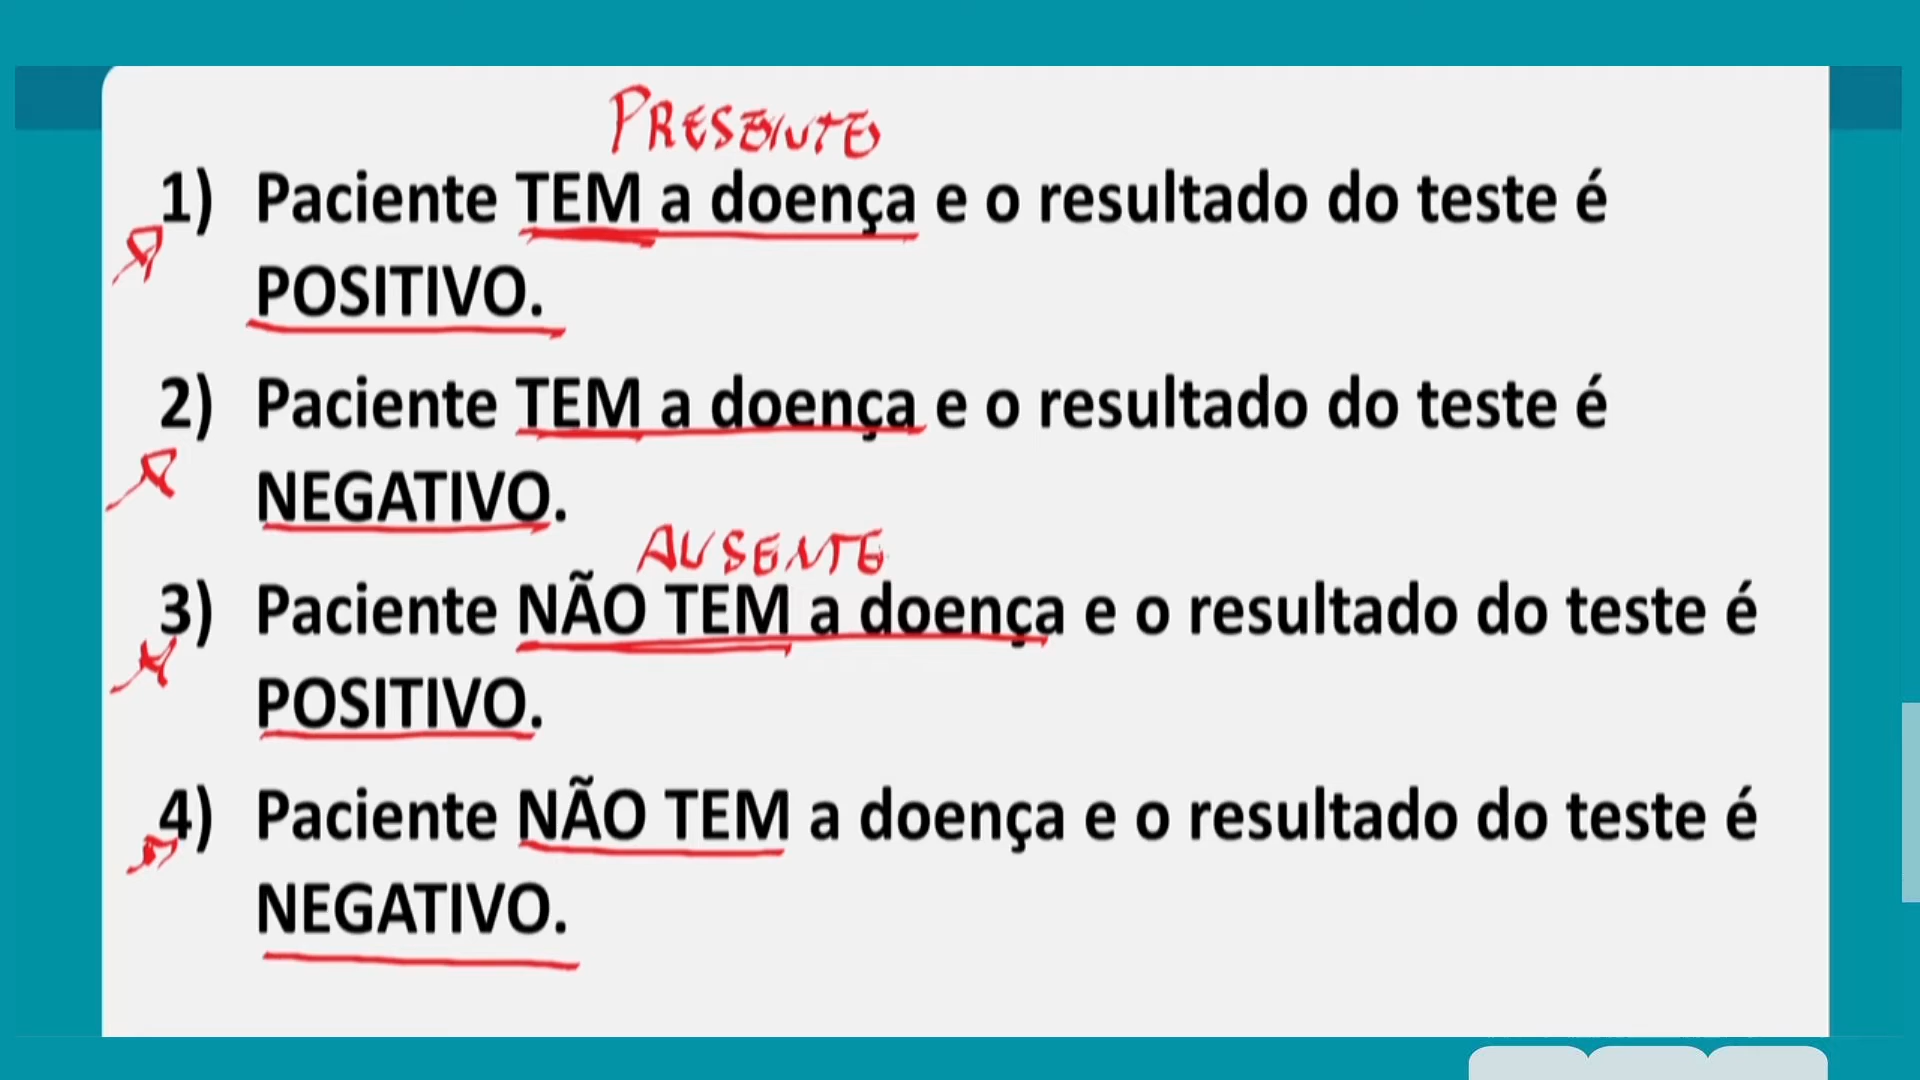 PRESENTE
1) Paciente TEM a doença e o resultado do teste é
POSITIVO.
2) Paciente TEM a doença e o resultado do teste é
NEGATIVO.
AUSENTE
3) Paciente NÃO TEM a doença e o resultado do teste é
POSITIVO.
4) Paciente NÃO TEM a doença e o resultado do teste é
NEGATIVO.